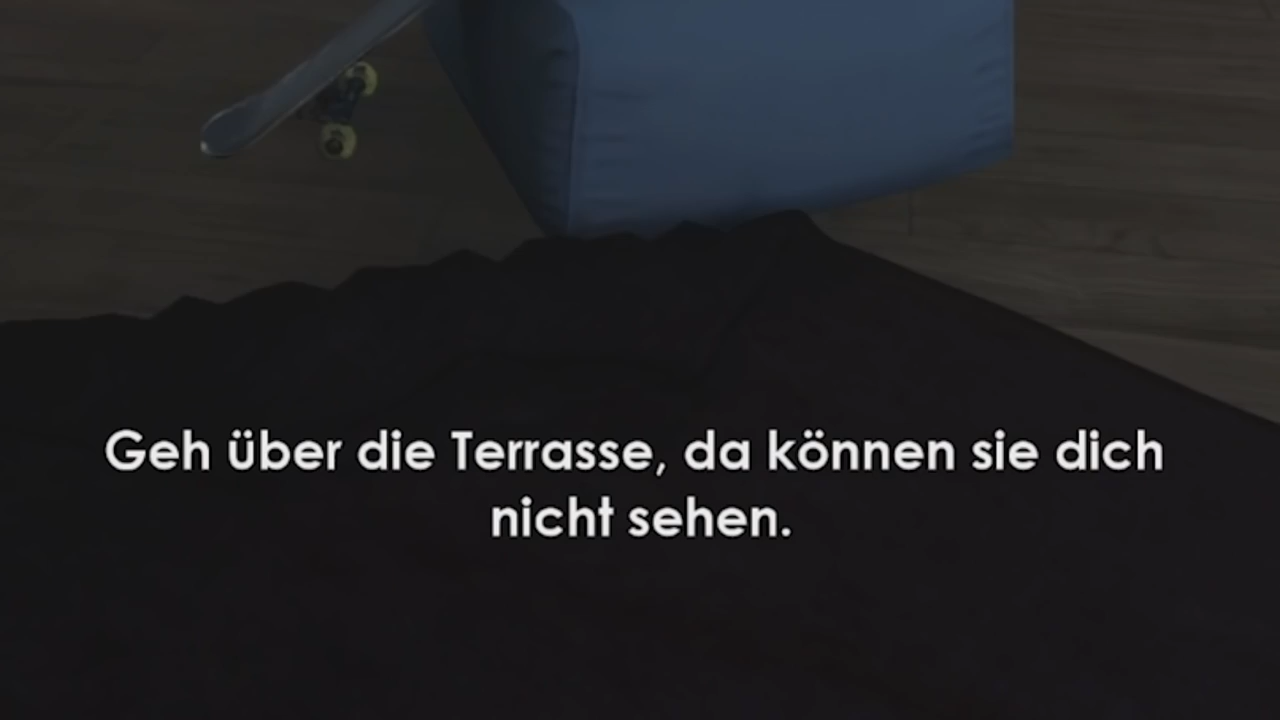 Geh über die Terrasse, da können sie dich
nicht sehen.